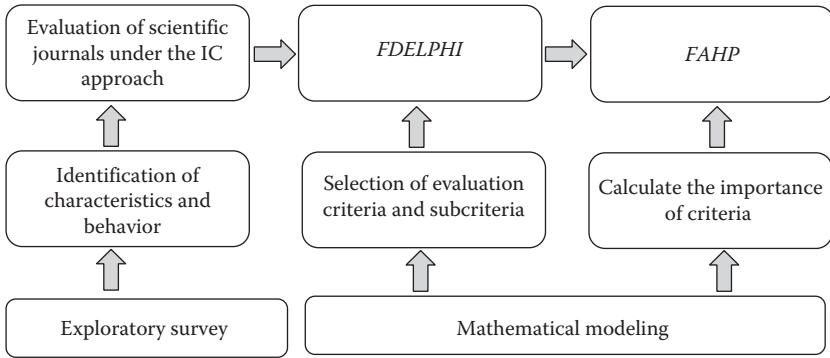 Evaluation of scientific
journals under the IC
approach
FDELPHI
FAHP
Identification of
characteristics and
behavior
Selection of evaluation
criteria and subcriteria
Calculate the importance
of criteria
Exploratory survey
Mathematical modeling